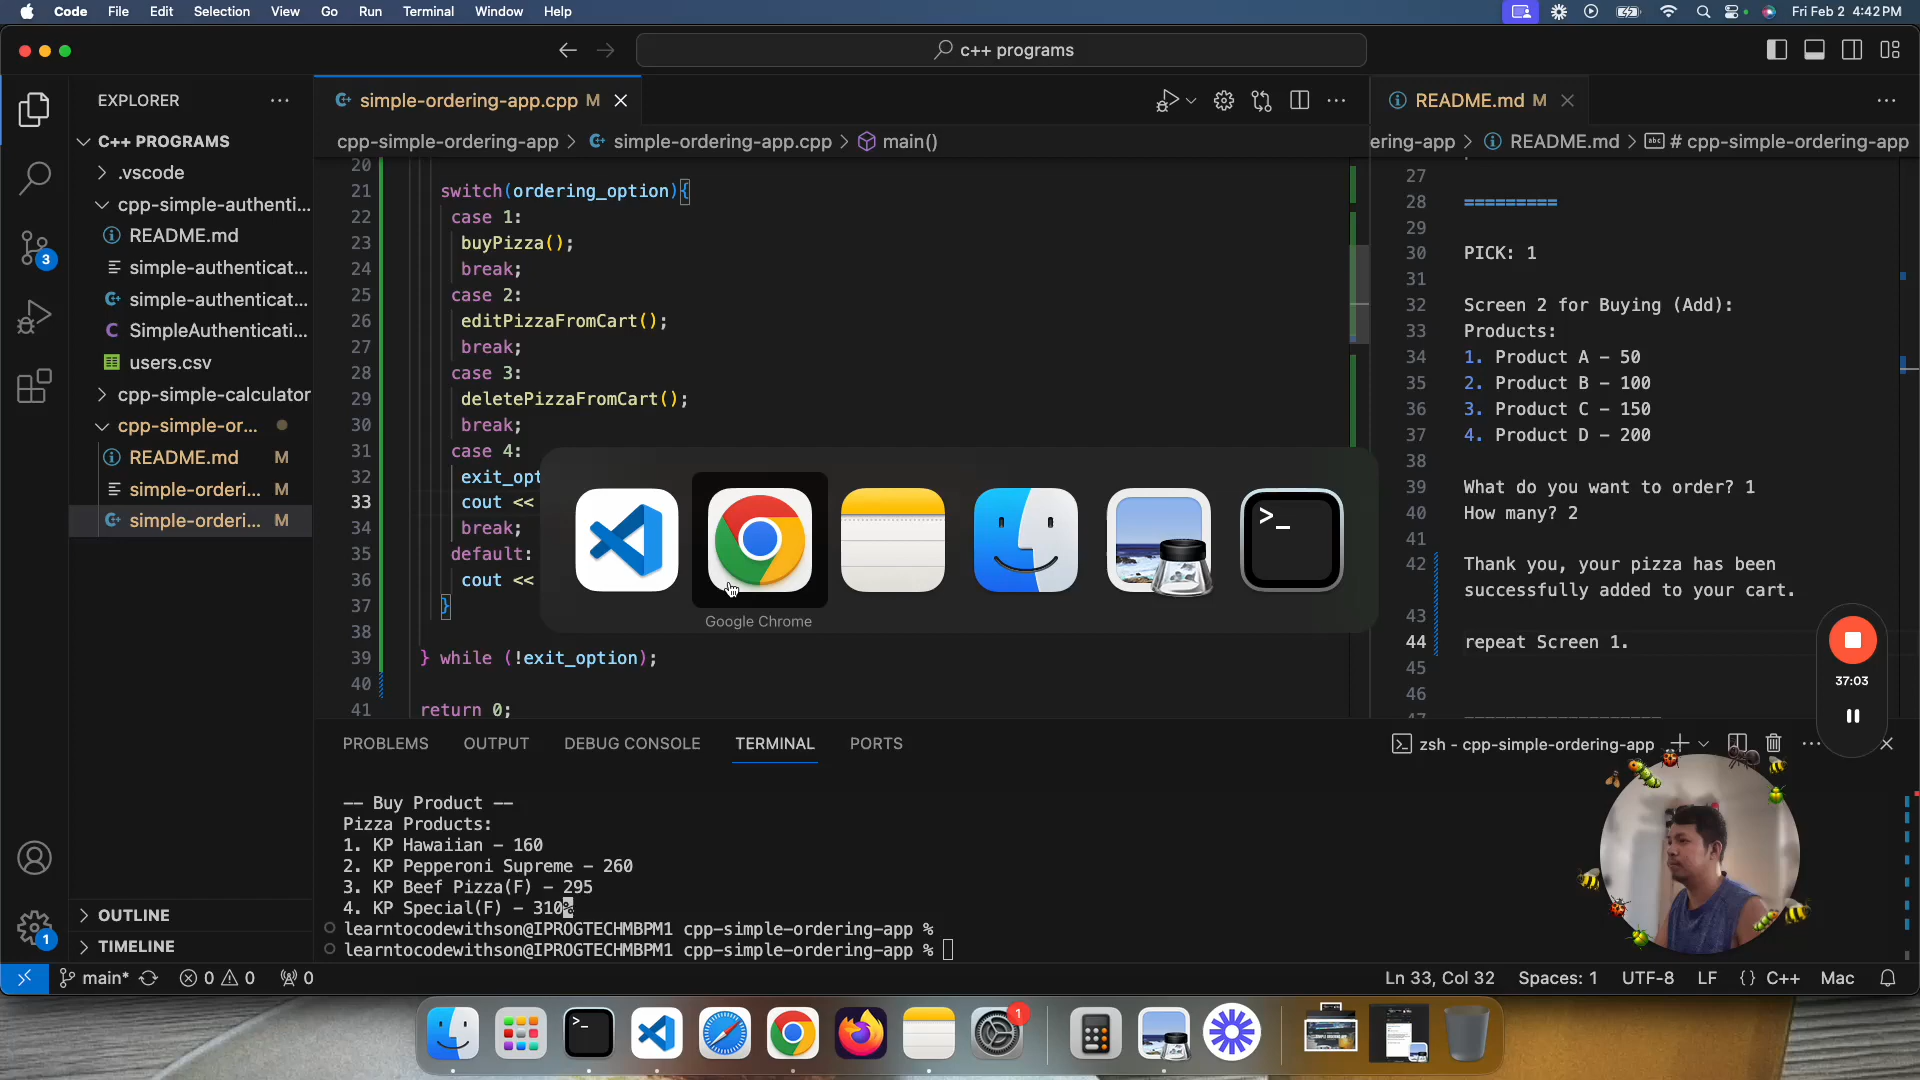 Code File Edit Selection View Go Run Terminal Window Help
Fri Feb 2 4:42 PM
c++ programs
EXPLORER
C++ PROGRAMS
.vscode
cpp-simple-authenti...
README.md
simple-authenticat...
simple-authenticat...
SimpleAuthenticati...
users.csv
cpp-simple-calculator
cpp-simple-or...
README.md M
simple-orderi... M
simple-orderi... M
OUTLINE
TIMELINE
3
1
simple-ordering-app.cpp M
cpp-simple-ordering-app > simple-ordering-app.cpp > main()
20
21 switch(ordering_option){
22 case 1:
23 buyPizza();
24 break;
25 case 2:
26 editPizzaFromCart();
27 break;
28 case 3:
29 deletePizzaFromCart();
30 break;
31 case 4:
32 exit_opt
33 cout <<
34 break;
35 default:
36 cout <<
37 }
38
39 } while (!exit_option);
40
41 return 0;
Google Chrome
README.md M
ering-app > README.md > # cpp-simple-ordering-app
27
28 =========
29
30 PICK: 1
31
32 Screen 2 for Buying (Add):
33 Products:
34 1. Product A – 50
35 2. Product B – 100
36 3. Product C – 150
37 4. Product D – 200
38
39 What do you want to order? 1
40 How many? 2
41
42 Thank you, your pizza has been
successfully added to your cart.
43
44 repeat Screen 1.
45
46
47
37:03
PROBLEMS OUTPUT DEBUG CONSOLE TERMINAL PORTS
zsh - cpp-simple-ordering-app
-- Buy Product --
Pizza Products:
1. KP Hawaiian – 160
2. KP Pepperoni Supreme – 260
3. KP Beef Pizza(F) – 295
4. KP Special(F) – 310%
learntocodewithson@IPROGTECHMBPM1 cpp-simple-ordering-app %
learntocodewithson@IPROGTECHMBPM1 cpp-simple-ordering-app %
main* 0 0 0
Ln 33, Col 32 Spaces: 1 UTF-8 LF {} C++ Mac
1